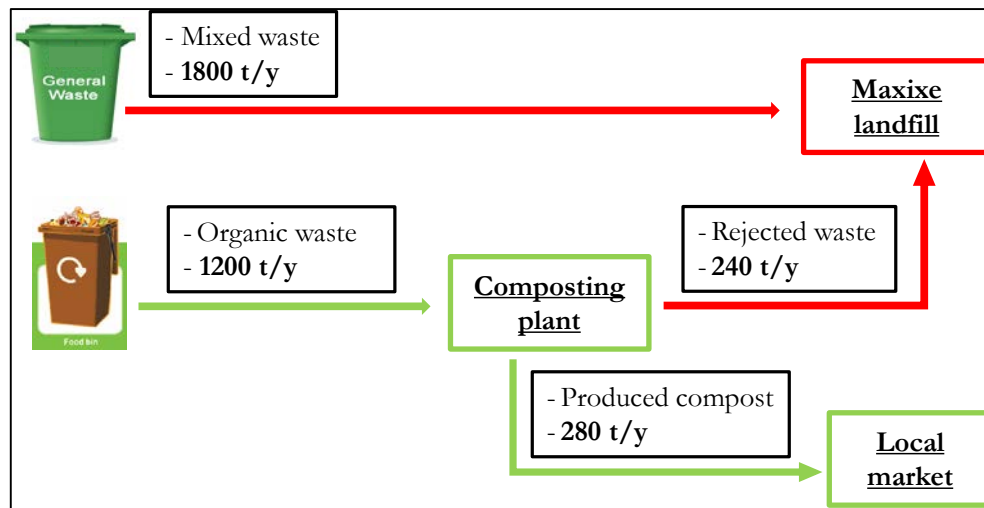 General
Waste
- Mixed waste
- 1800 t/y
Maxixe
landfill
Food bin
- Organic waste
- 1200 t/y
Composting
plant
- Rejected waste
- 240 t/y
- Produced compost
- 280 t/y
Local
market